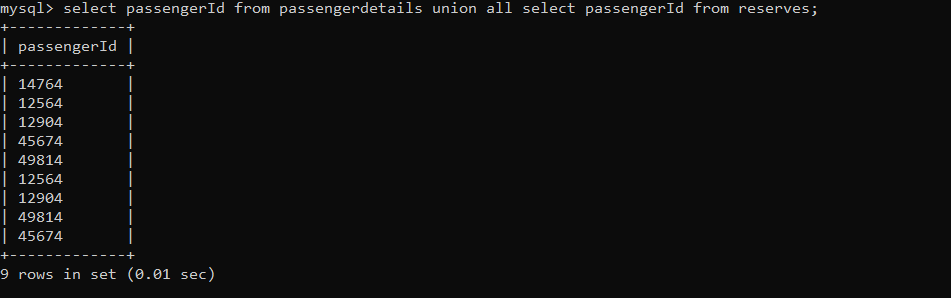 mysql> select passengerId from passengerdetails union all select passengerId from reserves;
+-------------+
| passengerId |
+-------------+
| 14764       |
| 12564       |
| 12904       |
| 45674       |
| 49814       |
| 12564       |
| 12904       |
| 49814       |
| 45674       |
+-------------+
9 rows in set (0.01 sec)